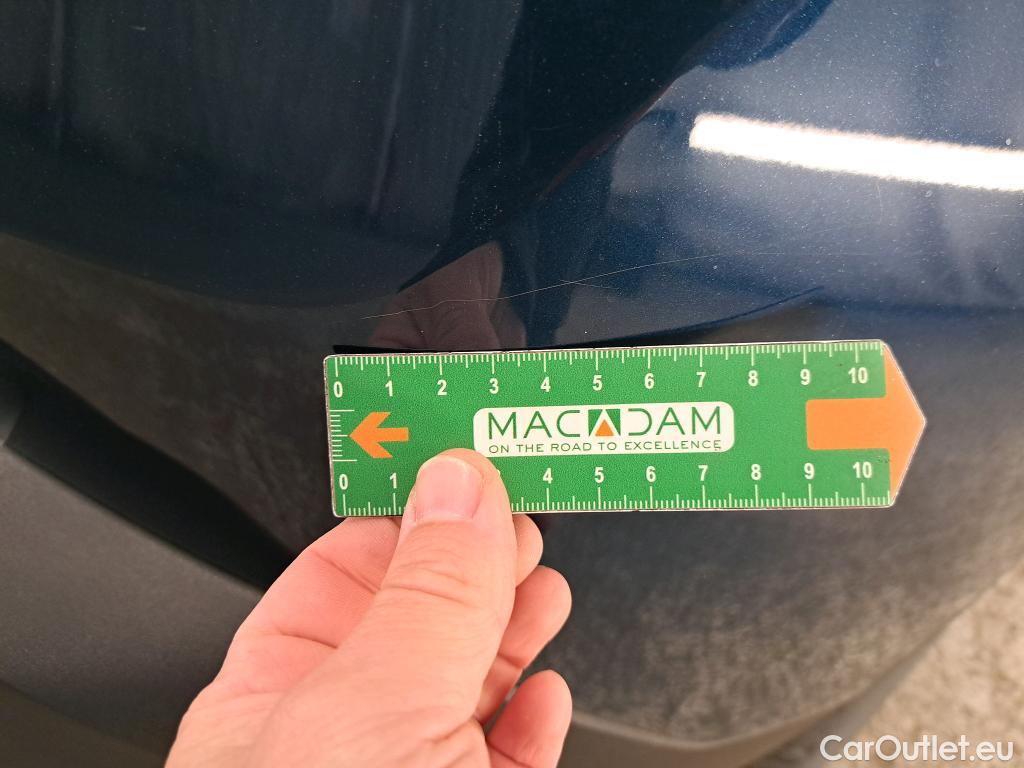 0 1 2 3 4 5 6 7 8 9 10
MACADAM
ON THE ROAD TO EXCELLENCE
0 1 4 5 6 7 8 9 10
CarOutlet.eu